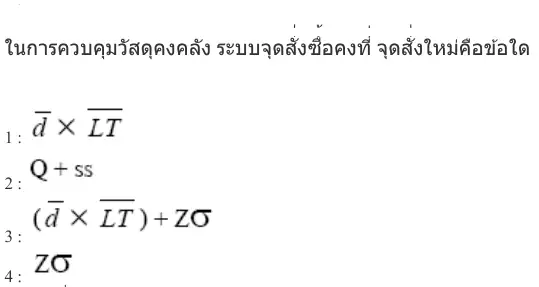 ในการควบคุมวัสดุคงคลัง ระบบจุดสั่งซื้อคงที่ จุดสั่งใหม่คือข้อใด
1 : d̅ × L̅T̅
2 : Q + ss
3 : (d̅ × L̅T̅) + Zσ
4 : Zσ